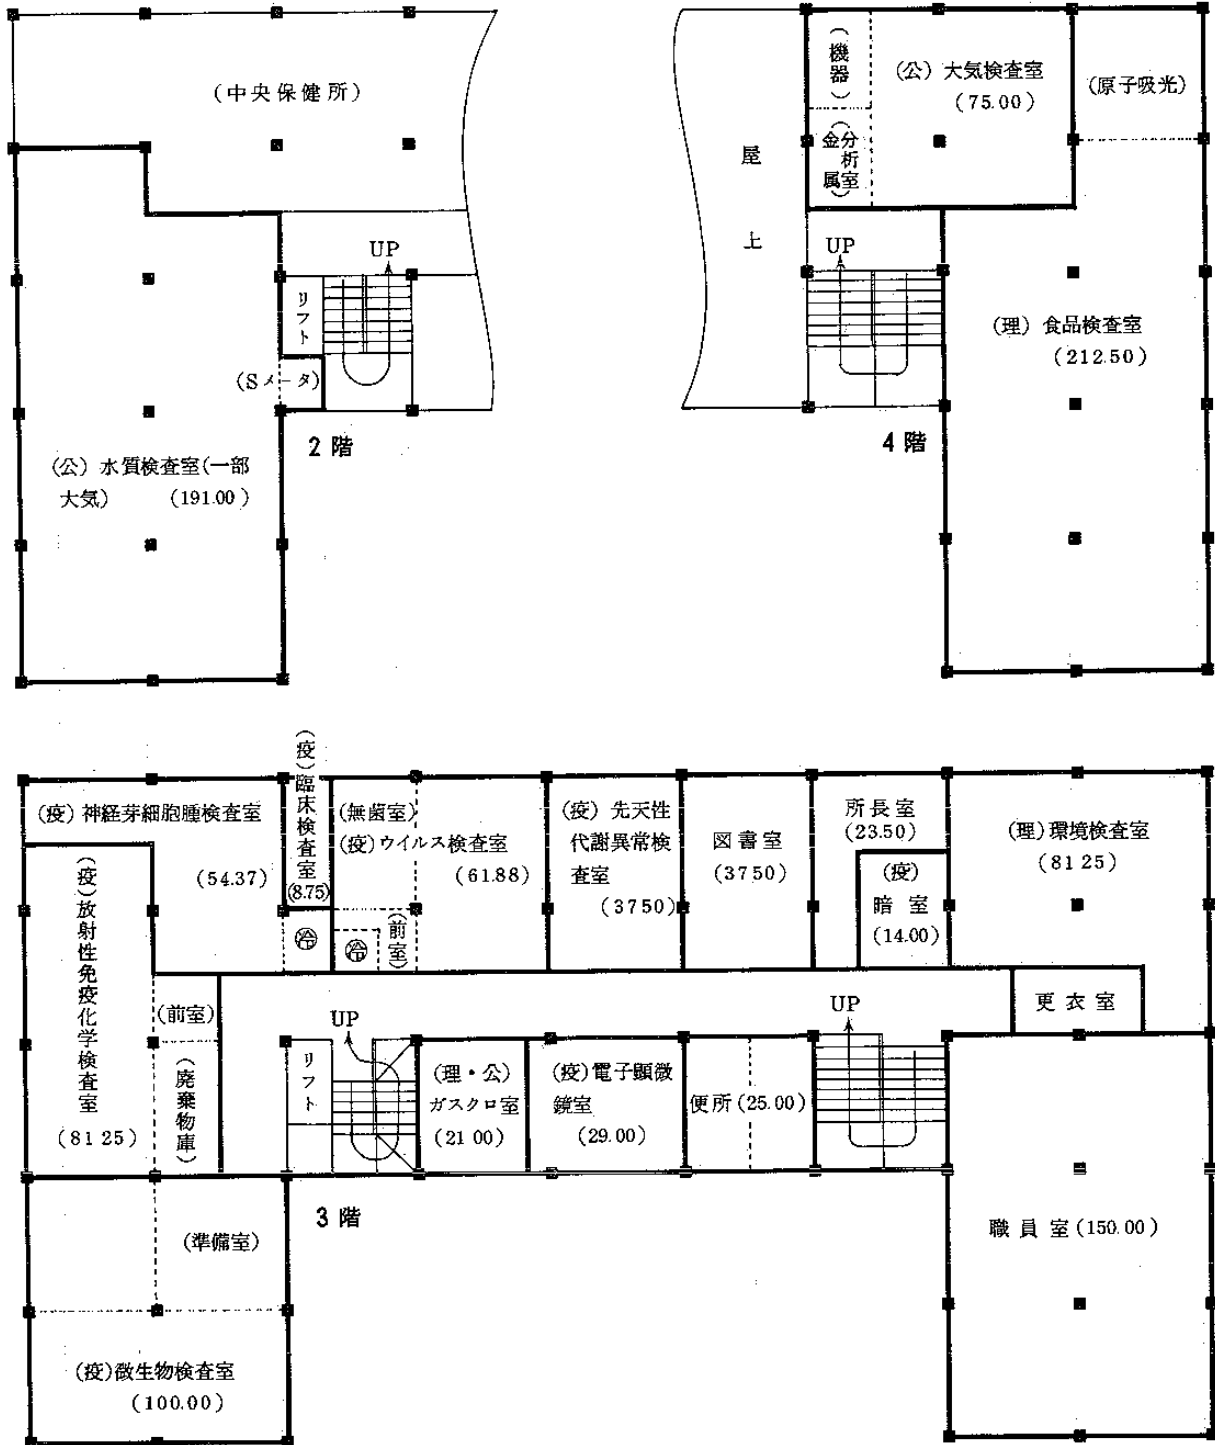 (中央保健所)
UP
リフト
(Sメータ)
2 階
(公) 水質検査室(一部
大気) (191.00)
屋上
(機器)
(公) 大気検査室
(75.00)
(原子吸光)
(金属分析室)
UP
(理) 食品検査室
(212.50)
4 階
(疫) 神経芽細胞腫検査室
(54.37)
(疫)臨床検査室
(8.75)
冷
(無菌室)
(疫)ウイルス検査室
(61.88)
冷
(前室)
(疫) 先天性
代謝異常検
査室
(3750)
図書室
(3750)
所長室
(23.50)
(疫)
暗 室
(14.00)
(理)環境検査室
(81 25)
(疫)放射性免疫化学検査室
(81 25)
(前室)
(廃棄物庫)
UP
リフト
(理・公)
ガスクロ室
(21 00)
(疫)電子顕微
鏡室
(29.00)
便所(25.00)
UP
更衣室
3 階
(準備室)
(疫)微生物検査室
(100.00)
職 員 室(150.00)